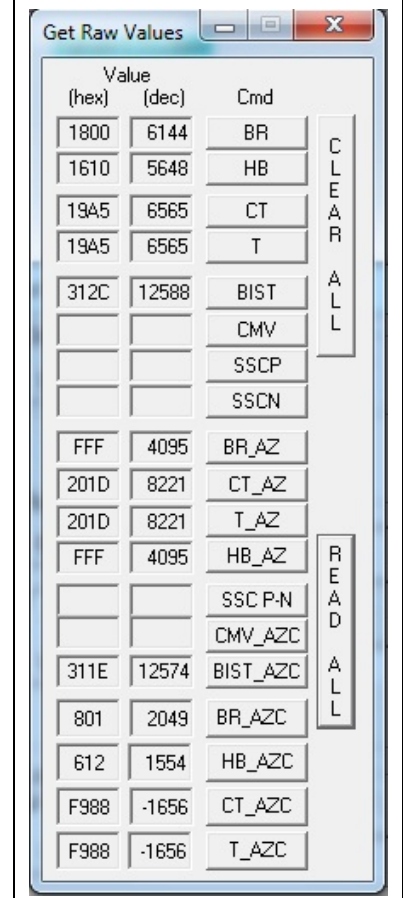 Get Raw Values
Value
(hex) (dec) Cmd
1800 6144 BR
1610 5648 HB
19A5 6565 CT
19A5 6565 T
312C 12588 BIST
CMV
SSCP
SSCN
CLEAR ALL
FFF 4095 BR_AZ
201D 8221 CT_AZ
201D 8221 T_AZ
FFF 4095 HB_AZ
SSC P-N
CMV_AZC
311E 12574 BIST_AZC
801 2049 BR_AZC
612 1554 HB_AZC
F988 -1656 CT_AZC
F988 -1656 T_AZC
READ ALL